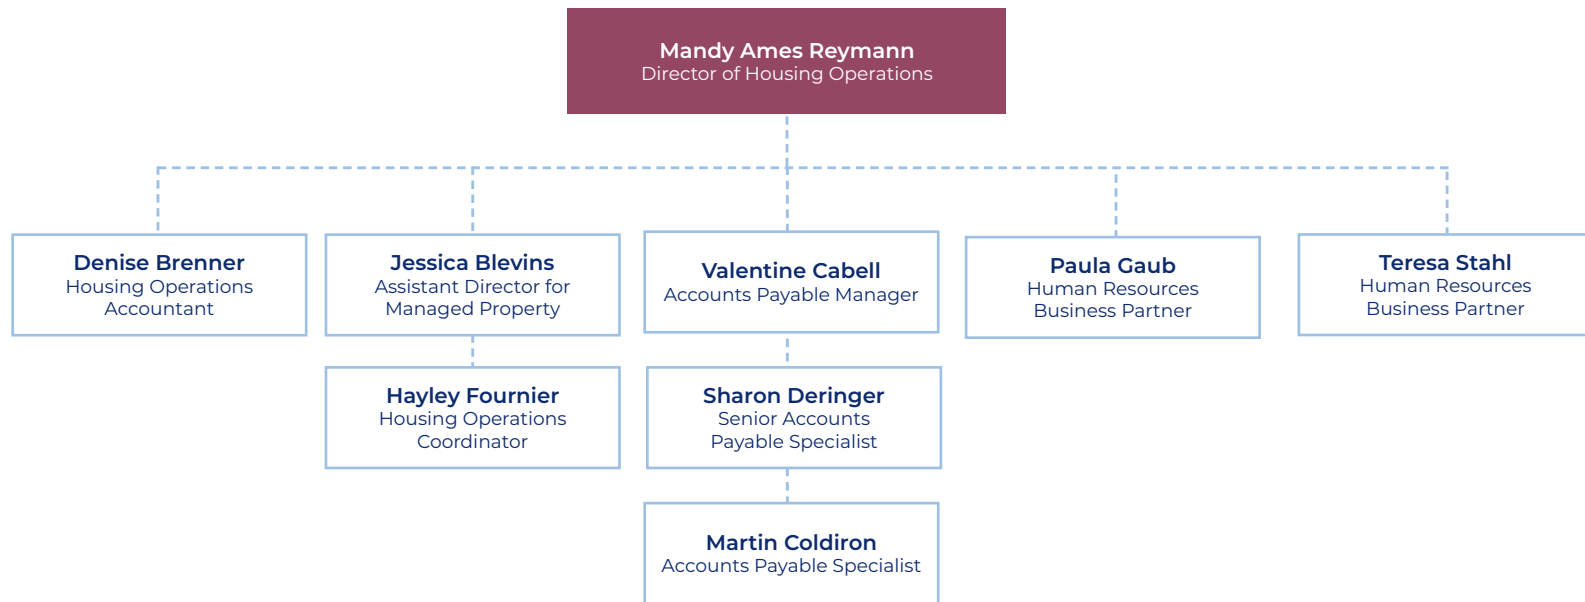 Mandy Ames Reymann
Director of Housing Operations
Denise Brenner
Housing Operations
Accountant
Jessica Blevins
Assistant Director for
Managed Property
Valentine Cabell
Accounts Payable Manager
Paula Gaub
Human Resources
Business Partner
Teresa Stahl
Human Resources
Business Partner
Hayley Fournier
Housing Operations
Coordinator
Sharon Deringer
Senior Accounts
Payable Specialist
Martin Coldiron
Accounts Payable Specialist